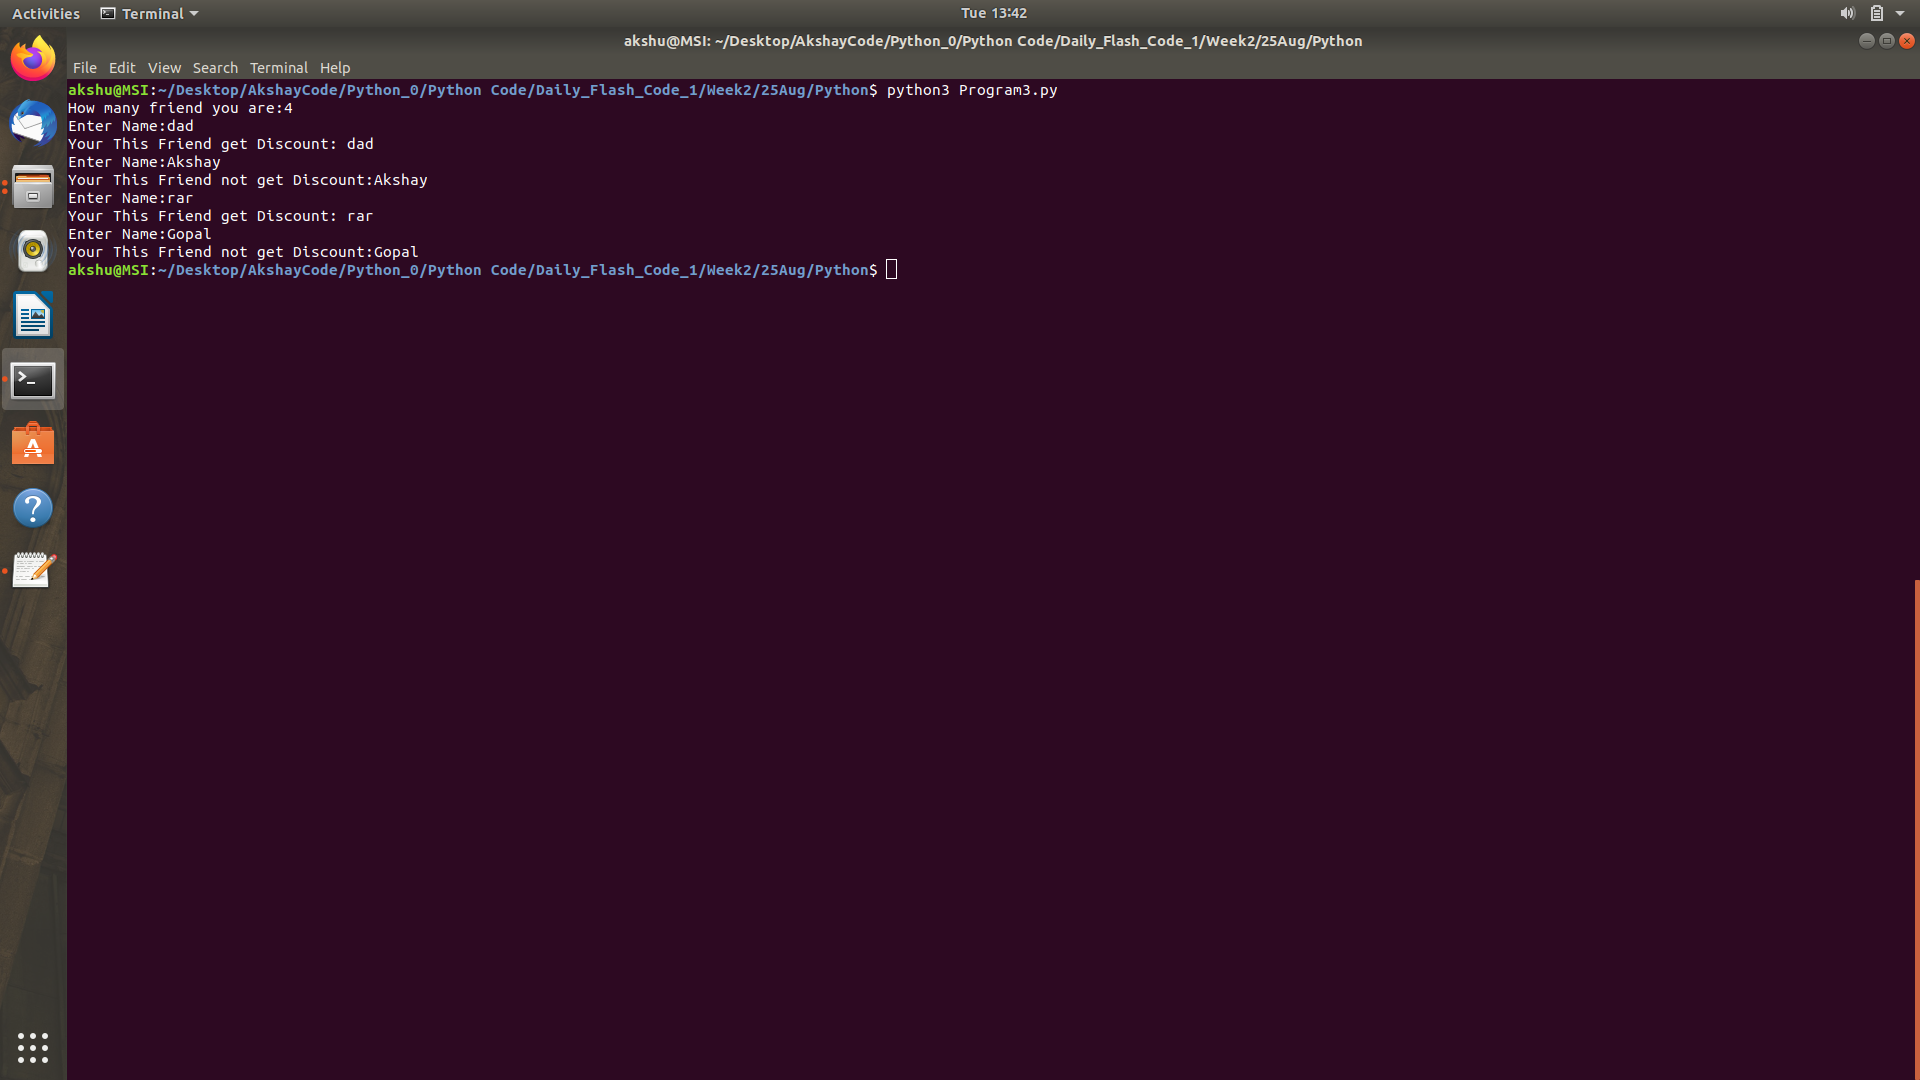 Activities Terminal Tue 13:42
akshu@MSI: ~/Desktop/AkshayCode/Python_0/Python Code/Daily_Flash_Code_1/Week2/25Aug/Python
File Edit View Search Terminal Help
akshu@MSI:~/Desktop/AkshayCode/Python_0/Python Code/Daily_Flash_Code_1/Week2/25Aug/Python$ python3 Program3.py
How many friend you are:4
Enter Name:dad
Your This Friend get Discount: dad
Enter Name:Akshay
Your This Friend not get Discount:Akshay
Enter Name:rar
Your This Friend get Discount: rar
Enter Name:Gopal
Your This Friend not get Discount:Gopal
akshu@MSI:~/Desktop/AkshayCode/Python_0/Python Code/Daily_Flash_Code_1/Week2/25Aug/Python$